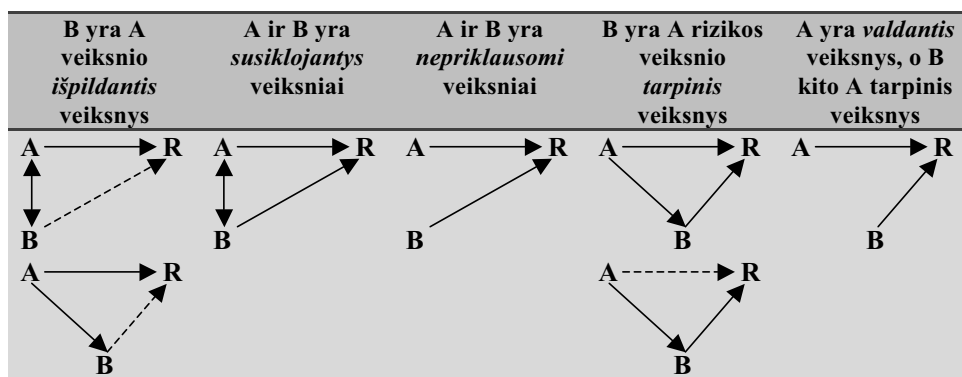 B yra A
veiksnio
išpildantis
veiksnys
A ir B yra
susiklojantys
veiksniai
A ir B yra
nepriklausomi
veiksniai
B yra A rizikos
veiksnio
tarpinis
veiksnys
A yra valdantis
veiksnys, o B
kito A tarpinis
veiksnys
A R
B
A R
B
A R
B
A R
B
A R
B
A R
B
A R
B